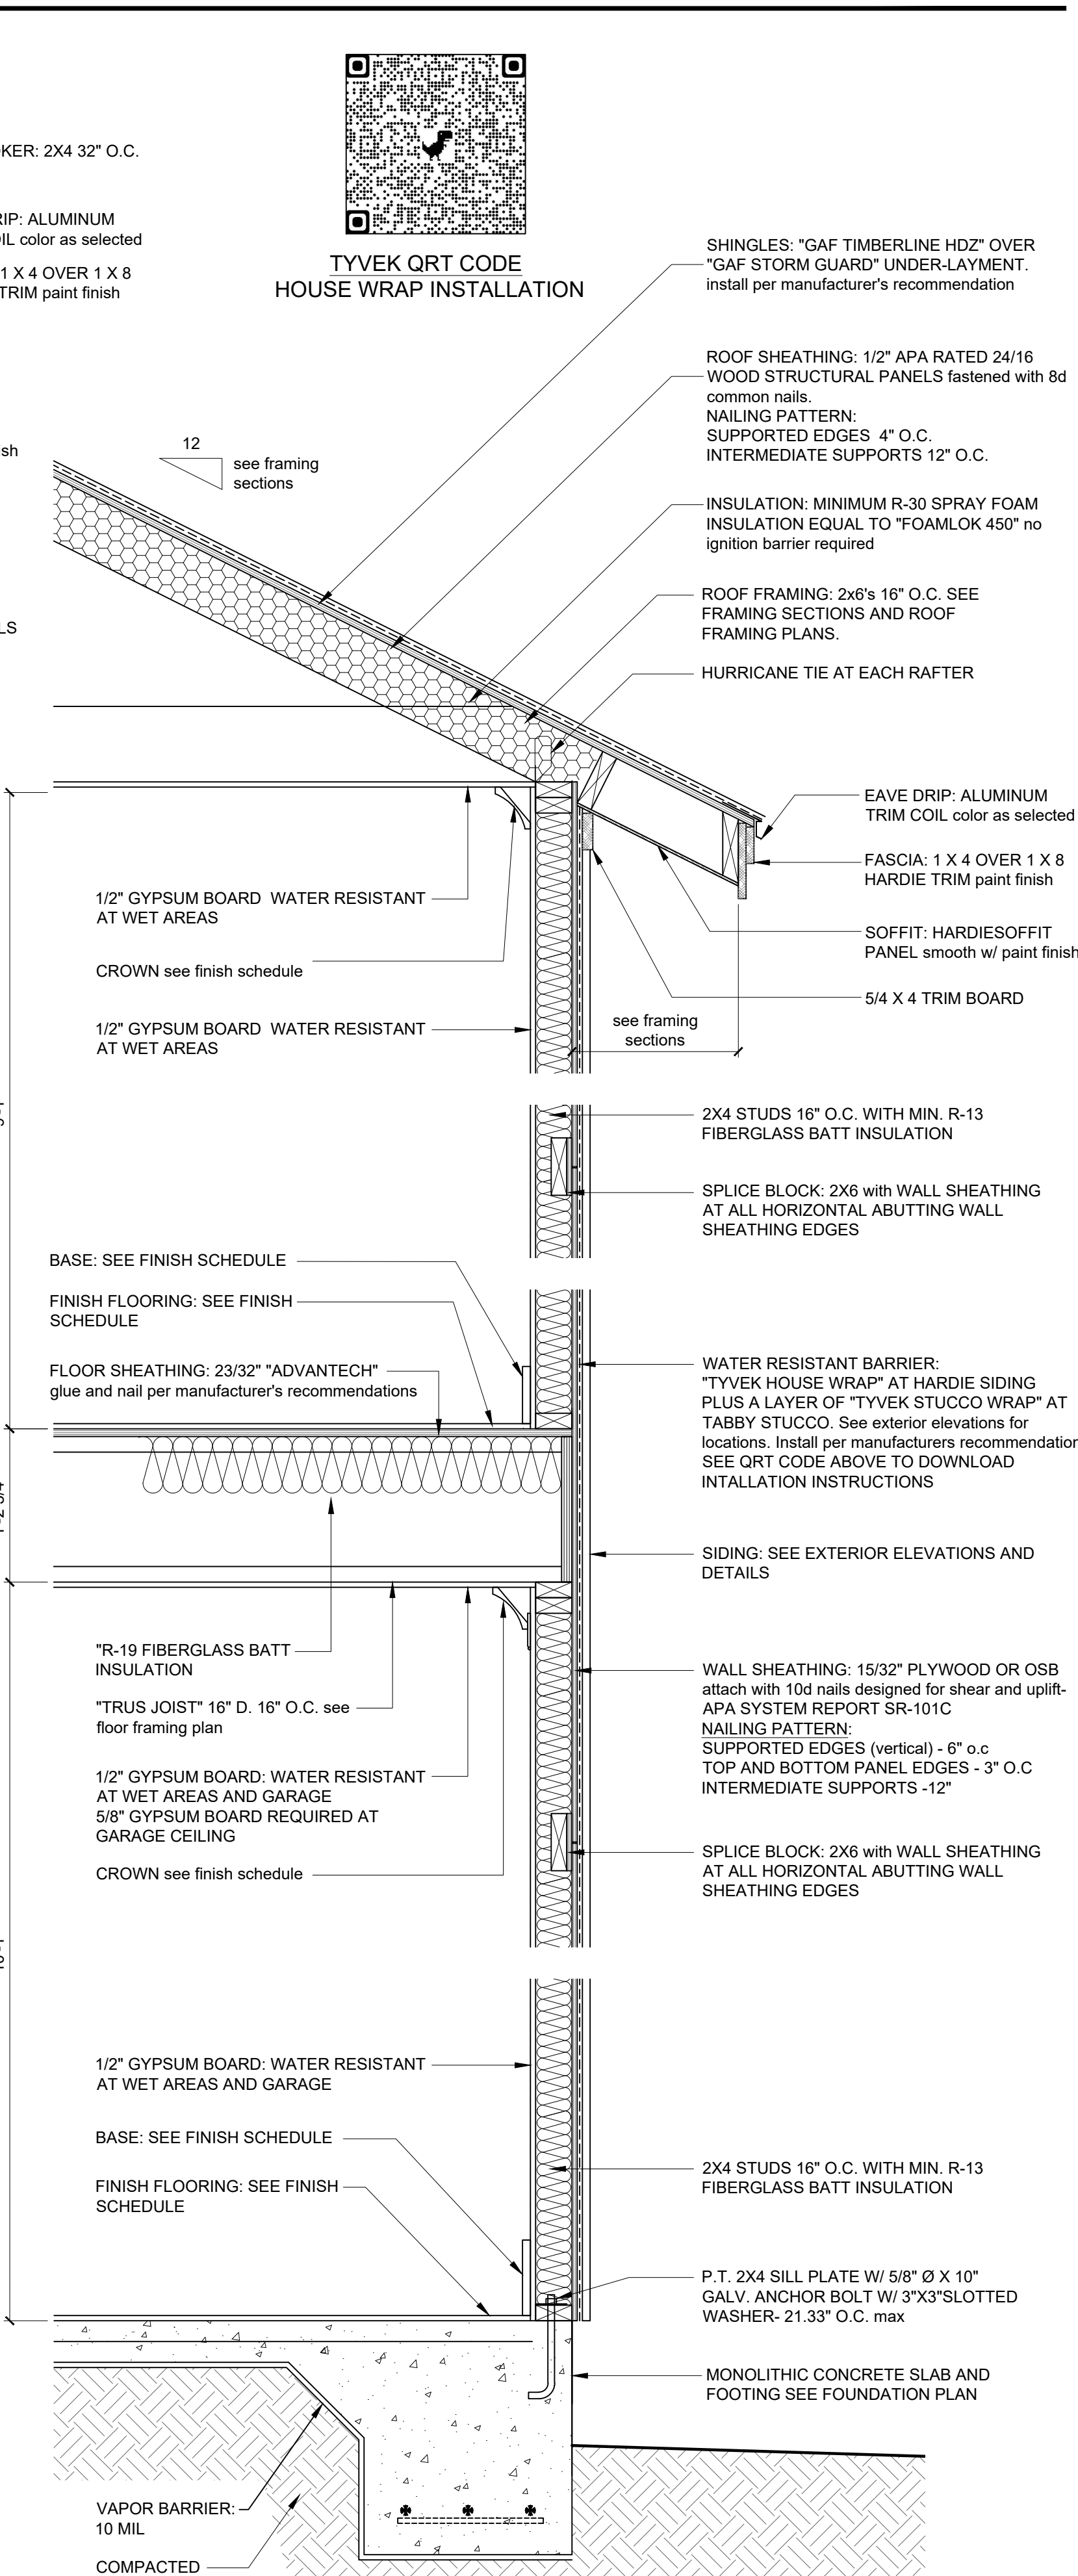 OKER: 2X4 32" O.C.
RIP: ALUMINUM
OIL color as selected
1 X 4 OVER 1 X 8
TRIM paint finish
TYVEK QRT CODE
HOUSE WRAP INSTALLATION
SHINGLES: "GAF TIMBERLINE HDZ" OVER
"GAF STORM GUARD" UNDER-LAYMENT.
install per manufacturer's recommendation
ROOF SHEATHING: 1/2" APA RATED 24/16
WOOD STRUCTURAL PANELS fastened with 8d
common nails.
NAILING PATTERN:
SUPPORTED EDGES 4" O.C.
INTERMEDIATE SUPPORTS 12" O.C.
ish
12
see framing
sections
INSULATION: MINIMUM R-30 SPRAY FOAM
INSULATION EQUAL TO "FOAMLOK 450" no
ignition barrier required
ROOF FRAMING: 2x6's 16" O.C. SEE
FRAMING SECTIONS AND ROOF
FRAMING PLANS.
LS
HURRICANE TIE AT EACH RAFTER
EAVE DRIP: ALUMINUM
TRIM COIL color as selected
FASCIA: 1 X 4 OVER 1 X 8
HARDIE TRIM paint finish
SOFFIT: HARDIESOFFIT
PANEL smooth w/ paint finish
5/4 X 4 TRIM BOARD
see framing
sections
1/2" GYPSUM BOARD WATER RESISTANT
AT WET AREAS
CROWN see finish schedule
1/2" GYPSUM BOARD WATER RESISTANT
AT WET AREAS
2X4 STUDS 16" O.C. WITH MIN. R-13
FIBERGLASS BATT INSULATION
SPLICE BLOCK: 2X6 with WALL SHEATHING
AT ALL HORIZONTAL ABUTTING WALL
SHEATHING EDGES
BASE: SEE FINISH SCHEDULE
FINISH FLOORING: SEE FINISH
SCHEDULE
FLOOR SHEATHING: 23/32" "ADVANTECH"
glue and nail per manufacturer's recommendations
WATER RESISTANT BARRIER:
"TYVEK HOUSE WRAP" AT HARDIE SIDING
PLUS A LAYER OF "TYVEK STUCCO WRAP" AT
TABBY STUCCO. See exterior elevations for
locations. Install per manufacturers recommendation
SEE QRT CODE ABOVE TO DOWNLOAD
INTALLATION INSTRUCTIONS
SIDING: SEE EXTERIOR ELEVATIONS AND
DETAILS
"R-19 FIBERGLASS BATT
INSULATION
"TRUS JOIST" 16" D. 16" O.C. see
floor framing plan
1/2" GYPSUM BOARD: WATER RESISTANT
AT WET AREAS AND GARAGE
5/8" GYPSUM BOARD REQUIRED AT
GARAGE CEILING
CROWN see finish schedule
WALL SHEATHING: 15/32" PLYWOOD OR OSB
attach with 10d nails designed for shear and uplift-
APA SYSTEM REPORT SR-101C
NAILING PATTERN:
SUPPORTED EDGES (vertical) - 6" o.c
TOP AND BOTTOM PANEL EDGES - 3" O.C
INTERMEDIATE SUPPORTS -12"
SPLICE BLOCK: 2X6 with WALL SHEATHING
AT ALL HORIZONTAL ABUTTING WALL
SHEATHING EDGES
1/2" GYPSUM BOARD: WATER RESISTANT
AT WET AREAS AND GARAGE
BASE: SEE FINISH SCHEDULE
FINISH FLOORING: SEE FINISH
SCHEDULE
2X4 STUDS 16" O.C. WITH MIN. R-13
FIBERGLASS BATT INSULATION
P.T. 2X4 SILL PLATE W/ 5/8" Ø X 10"
GALV. ANCHOR BOLT W/ 3"X3"SLOTTED
WASHER- 21.33" O.C. max
MONOLITHIC CONCRETE SLAB AND
FOOTING SEE FOUNDATION PLAN
VAPOR BARRIER:
10 MIL
COMPACTED